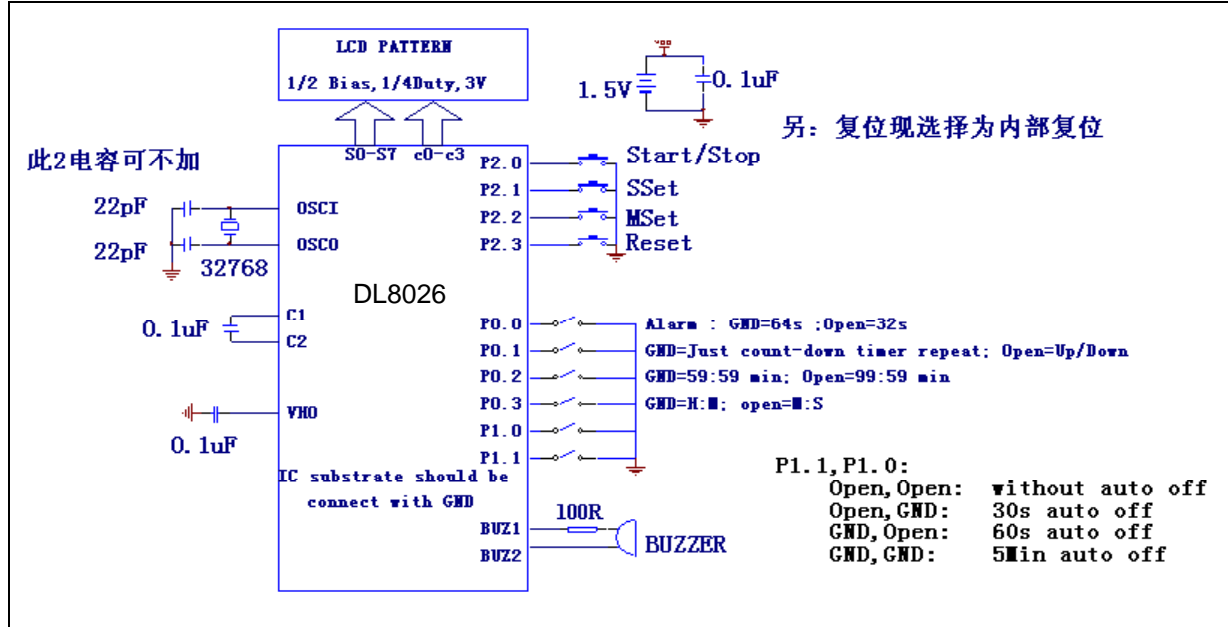 LCD PATTERN
1/2 Bias,1/4Duty,3V
VDD
1.5V
0.1uF
另：复位现选择为内部复位
此2电容可不加
S0-S7 c0-c3
22pF
22pF
32768
OSCI
OSCO
P2.0 Start/Stop
P2.1 SSet
P2.2 MSet
P2.3 Reset
DL8026
0.1uF
C1
C2
P0.0 Alarm : GND=64s ;Open=32s
P0.1 GND=Just count-down timer repeat; Open=Up/Down
P0.2 GND=59:59 min; Open=99:59 min
P0.3 GND=H:M; open=M:S
P1.0
P1.1
VHO
0.1uF
IC substrate should be
connect with GND
BUZ1 100R
BUZ2 BUZZER
P1.1,P1.0:
Open,Open: without auto off
Open,GND: 30s auto off
GND,Open: 60s auto off
GND,GND: 5Min auto off